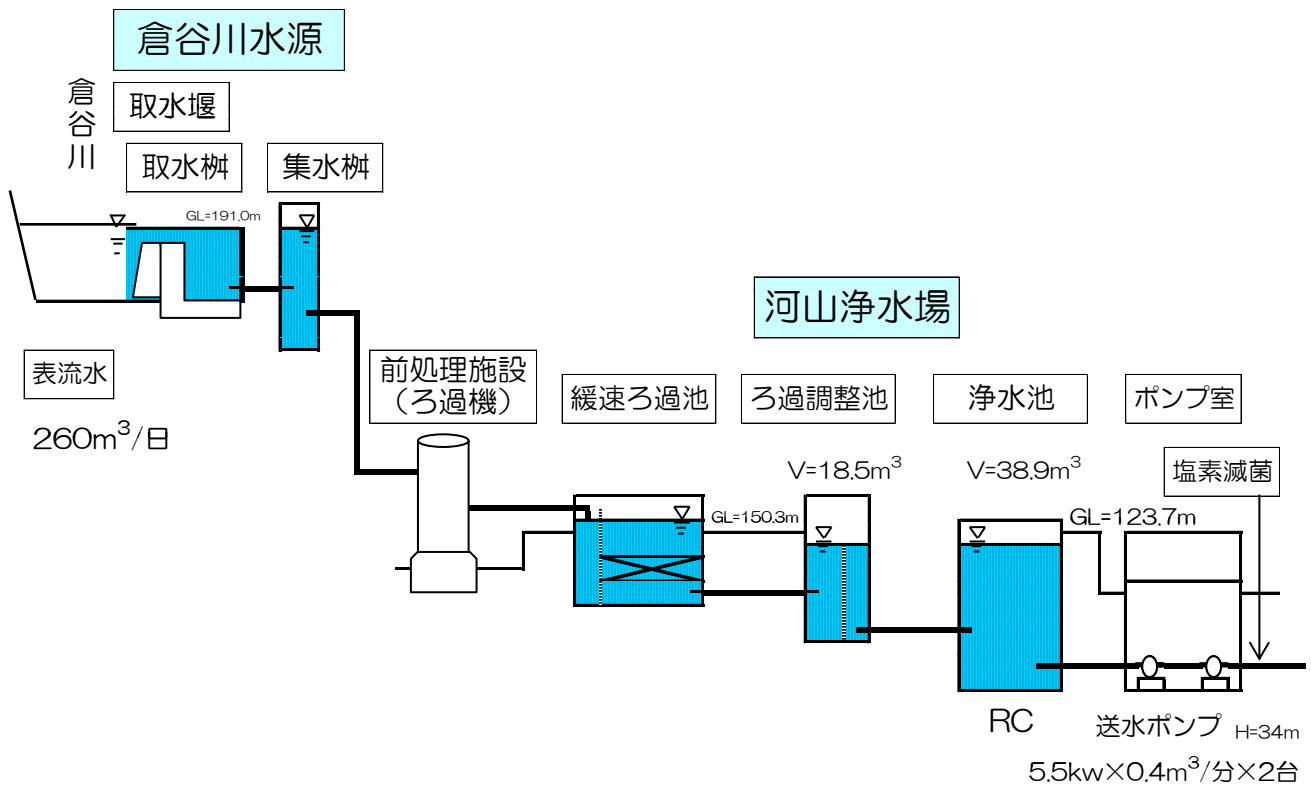 倉谷川水源
倉谷川
取水堰
取水桝
集水桝
GL=191.0m
河山浄水場
表流水
260m³/日
前処理施設
（ろ過機）
緩速ろ過池
ろ過調整池
浄水池
ポンプ室
V=18.5m³
V=38.9m³
塩素滅菌
GL=150.3m
GL=123.7m
RC
送水ポンプ H=34m
5.5kw×0.4m³/分×2台